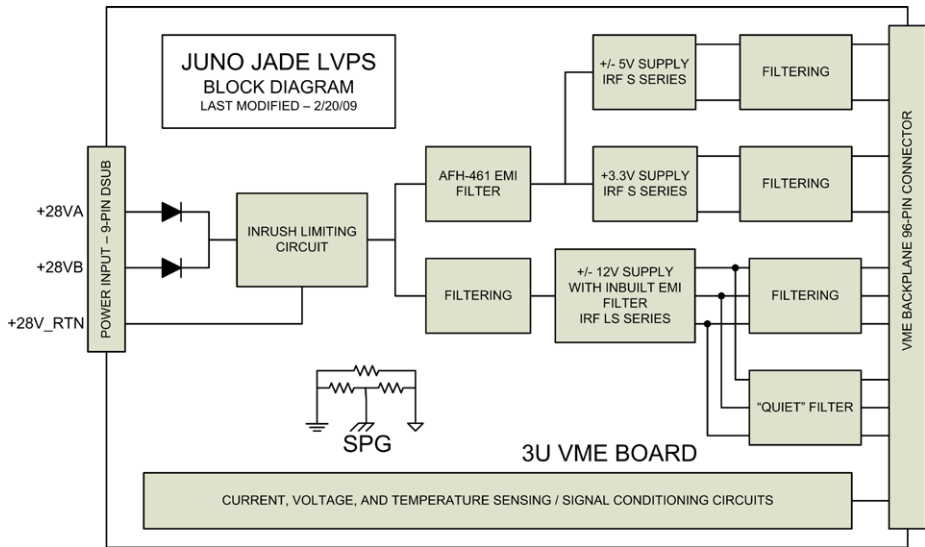 JUNO JADE LVPS
BLOCK DIAGRAM
LAST MODIFIED – 2/20/09
+28VA
+28VB
+28V_RTN
POWER INPUT – 9-PIN DSUB
INRUSH LIMITING
CIRCUIT
AFH-461 EMI
FILTER
FILTERING
+/- 5V SUPPLY
IRF S SERIES
FILTERING
+3.3V SUPPLY
IRF S SERIES
FILTERING
+/- 12V SUPPLY
WITH INBUILT EMI
FILTER
IRF LS SERIES
FILTERING
“QUIET” FILTER
VME BACKPLANE 96-PIN CONNECTOR
SPG
3U VME BOARD
CURRENT, VOLTAGE, AND TEMPERATURE SENSING / SIGNAL CONDITIONING CIRCUITS